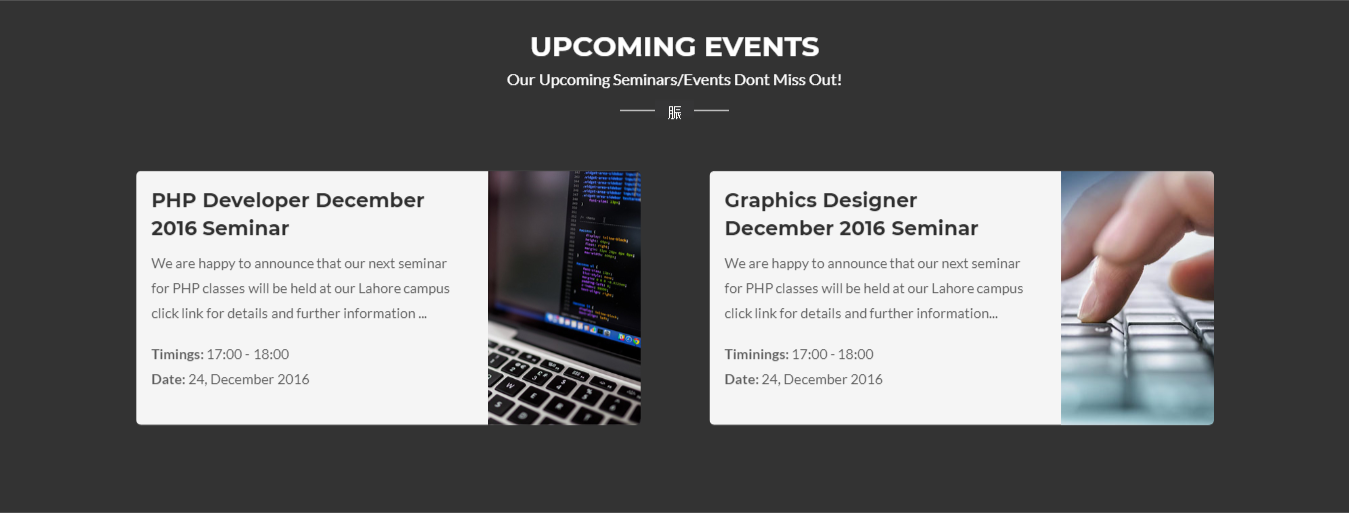 UPCOMING EVENTS
Our Upcoming Seminars/Events Dont Miss Out!
PHP Developer December
2016 Seminar
We are happy to announce that our next seminar
for PHP classes will be held at our Lahore campus
click link for details and further information ...
Timings: 17:00 - 18:00
Date: 24, December 2016
Graphics Designer
December 2016 Seminar
We are happy to announce that our next seminar
for PHP classes will be held at our Lahore campus
click link for details and further information...
Timinings: 17:00 - 18:00
Date: 24, December 2016